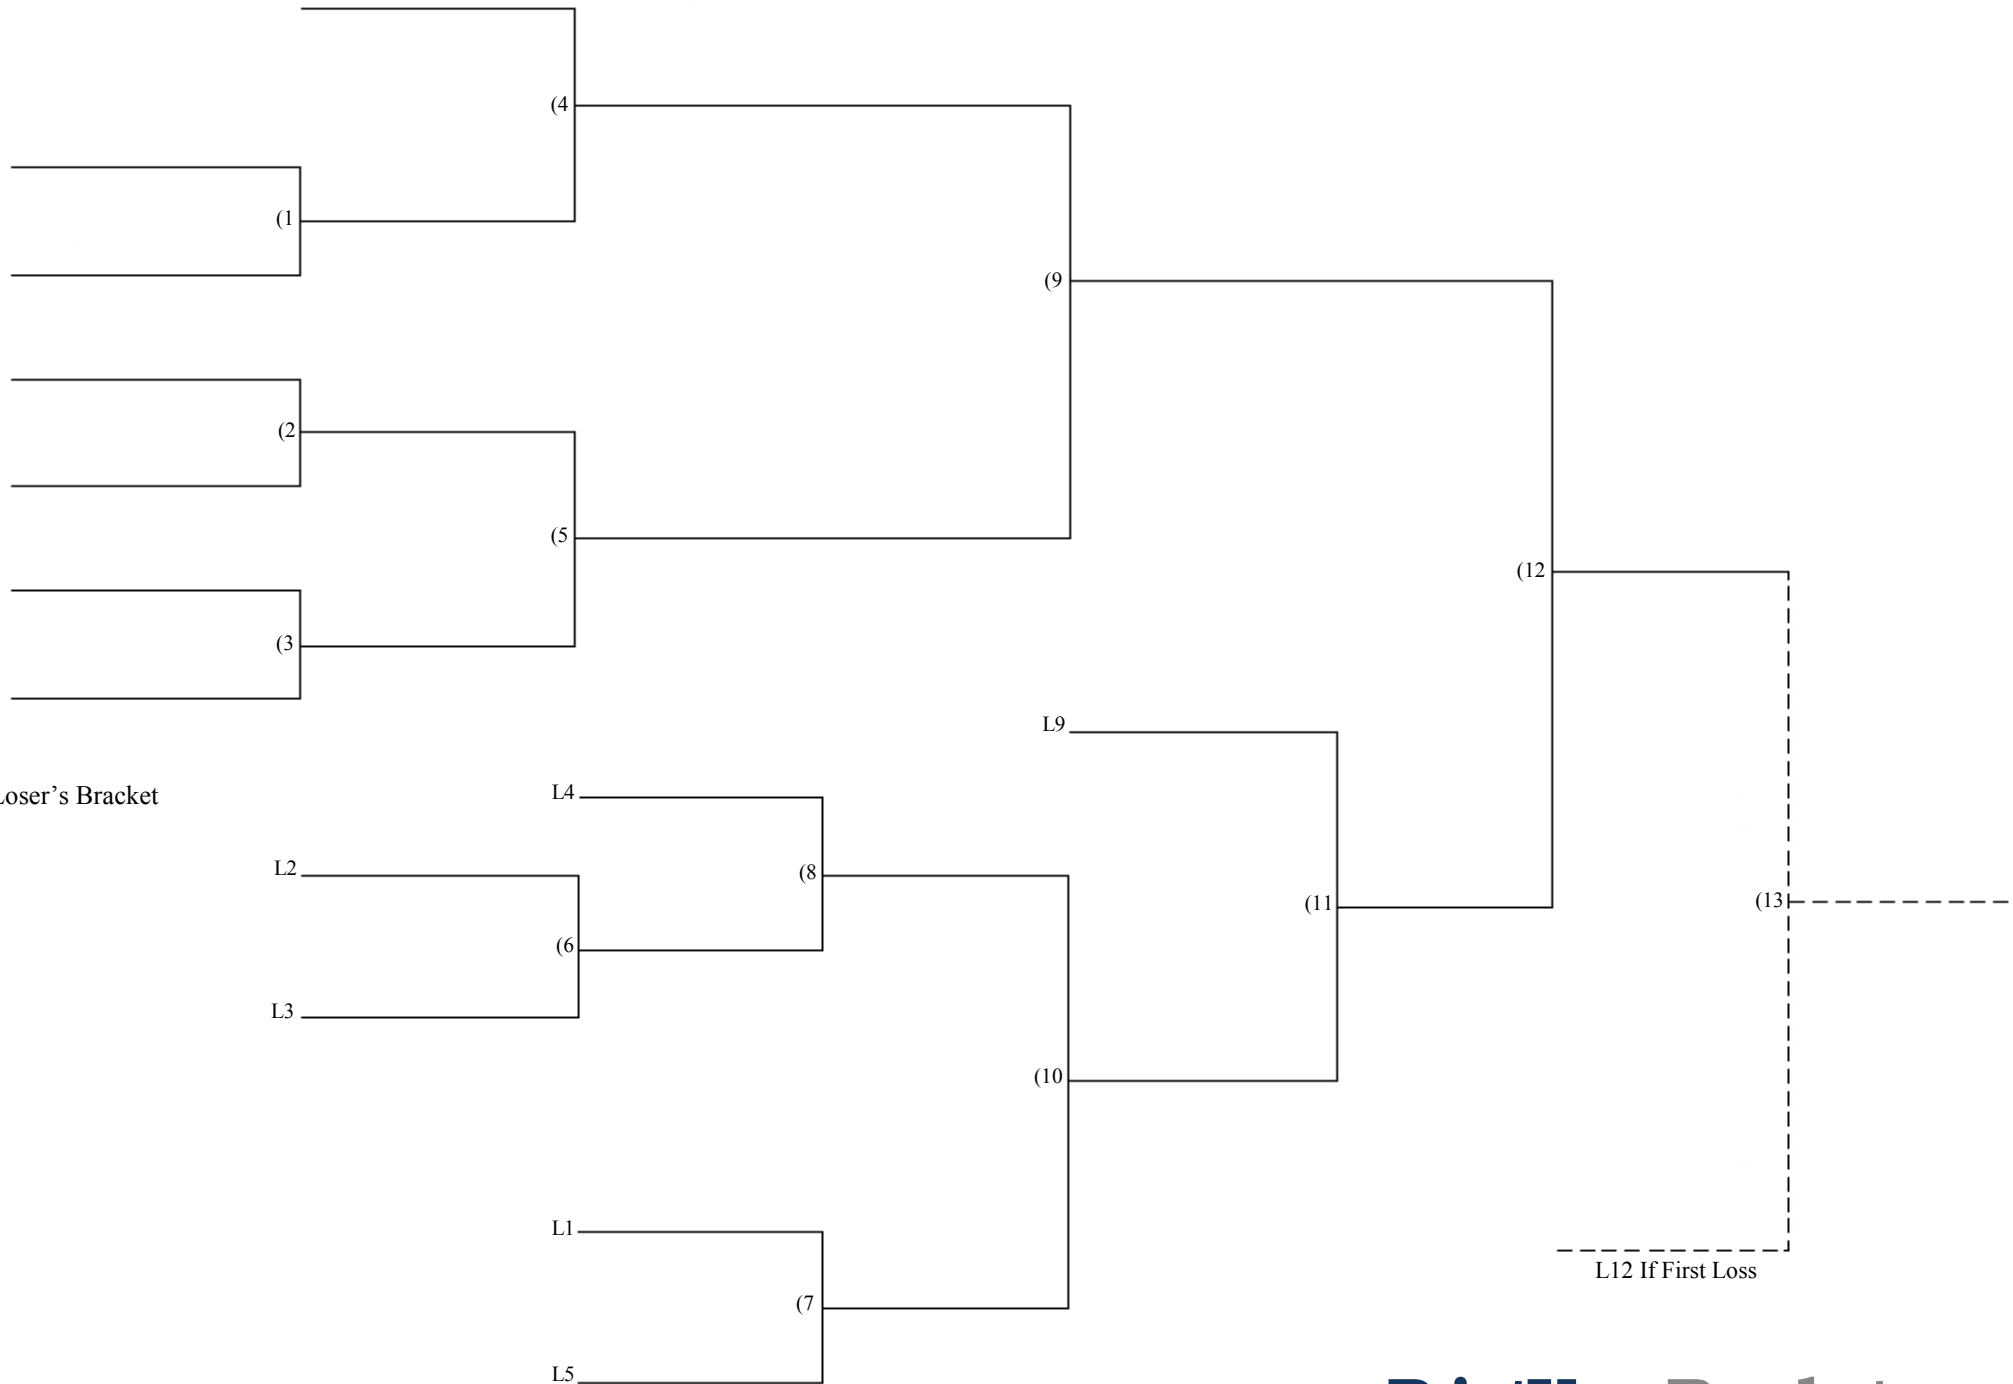 (4
(1
(9
(2
(5
(12
(3
L9
L4
oser’s Bracket
L2
(8
(11
(13
(6
L3
(10
L1
L12 If First Loss
(7
L5